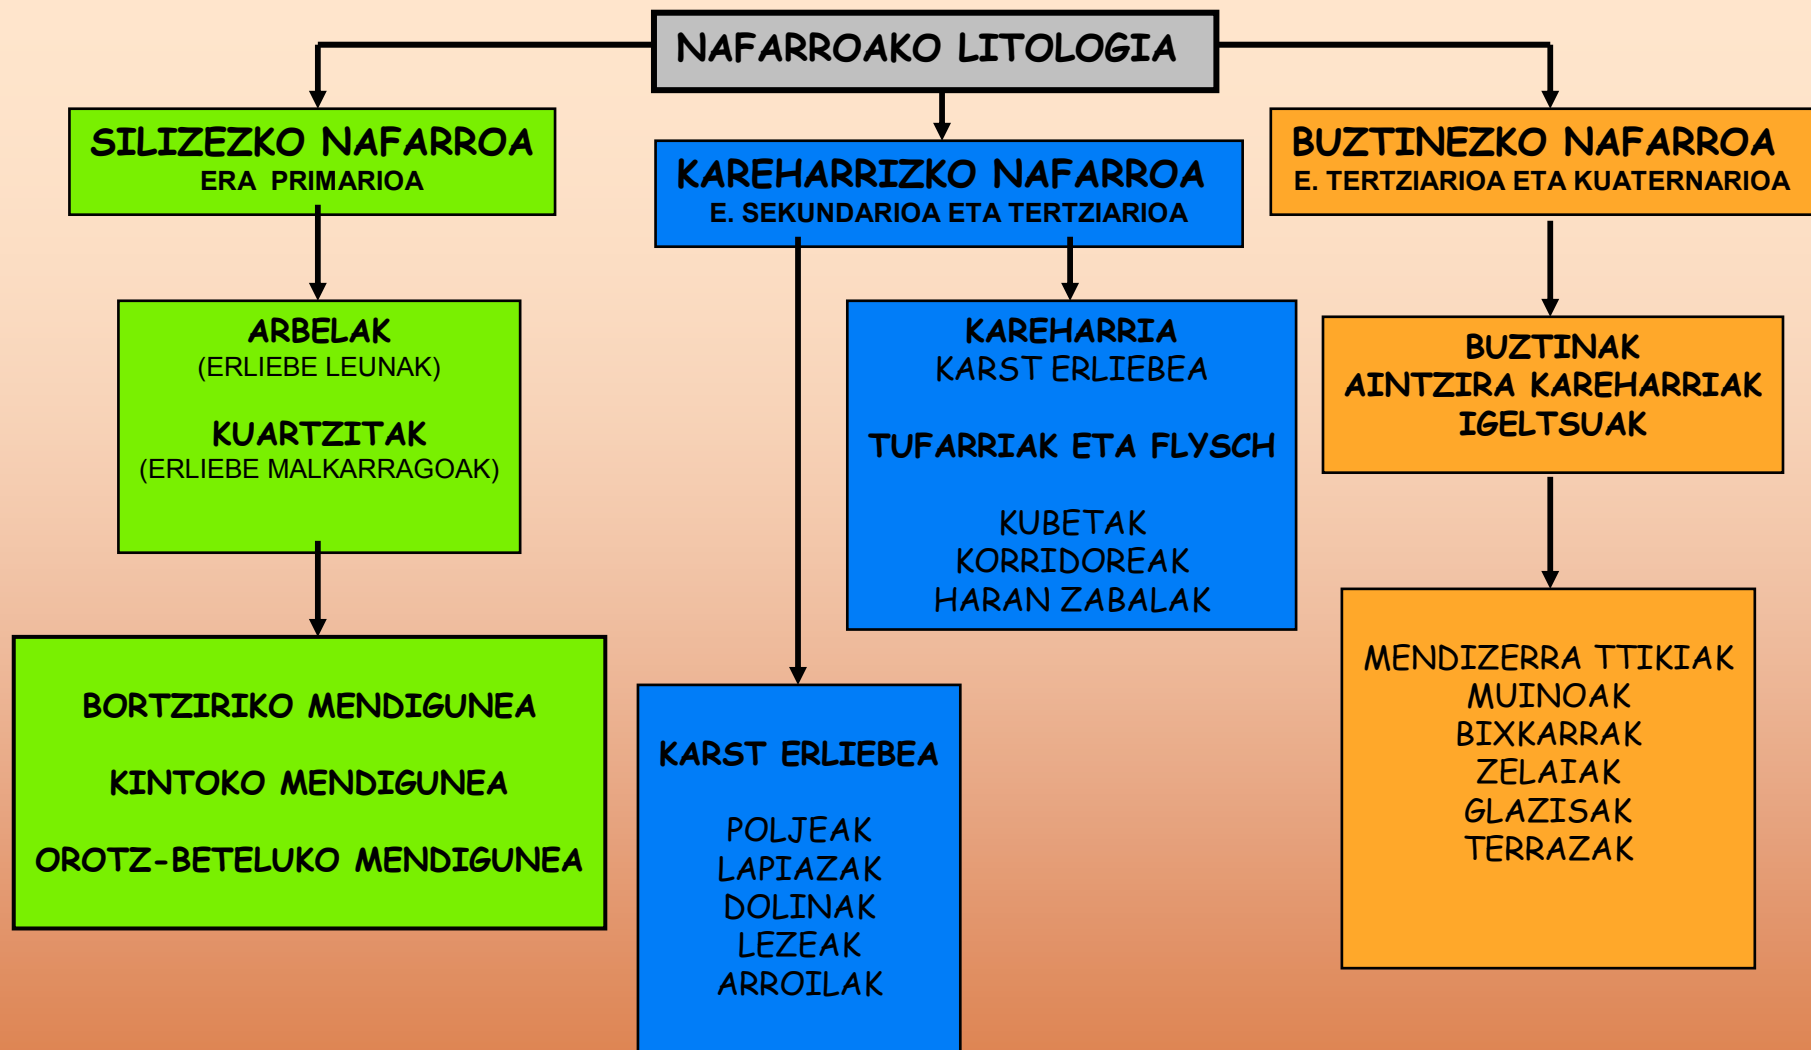 NAFARROAKO LITOLOGIA
SILIZEZKO NAFARROA
ERA PRIMARIOA
ARBELAK
(ERLIEBE LEUNAK)
KUARTZITAK
(ERLIEBE MALKARRAGOAK)
BORTZIRIKO MENDIGUNEA
KINTOKO MENDIGUNEA
OROTZ-BETELUKO MENDIGUNEA
KAREHARRIZKO NAFARROA
E. SEKUNDARIOA ETA TERTZIARIOA
KAREHARRIA
KARST ERLIEBEA
TUFARRIAK ETA FLYSCH
KUBETAK
KORRIDOREAK
HARAN ZABALAK
KARST ERLIEBEA
POLJEAK
LAPIAZAK
DOLINAK
LEZEAK
ARROILAK
BUZTINEZKO NAFARROA
E. TERTZIARIOA ETA KUATERNARIOA
BUZTINAK
AINTZIRA KAREHARRIAK
IGELTSUAK
MENDIZERRA TTIKIAK
MUINOAK
BIXKARRAK
ZELAIAK
GLAZISAK
TERRAZAK